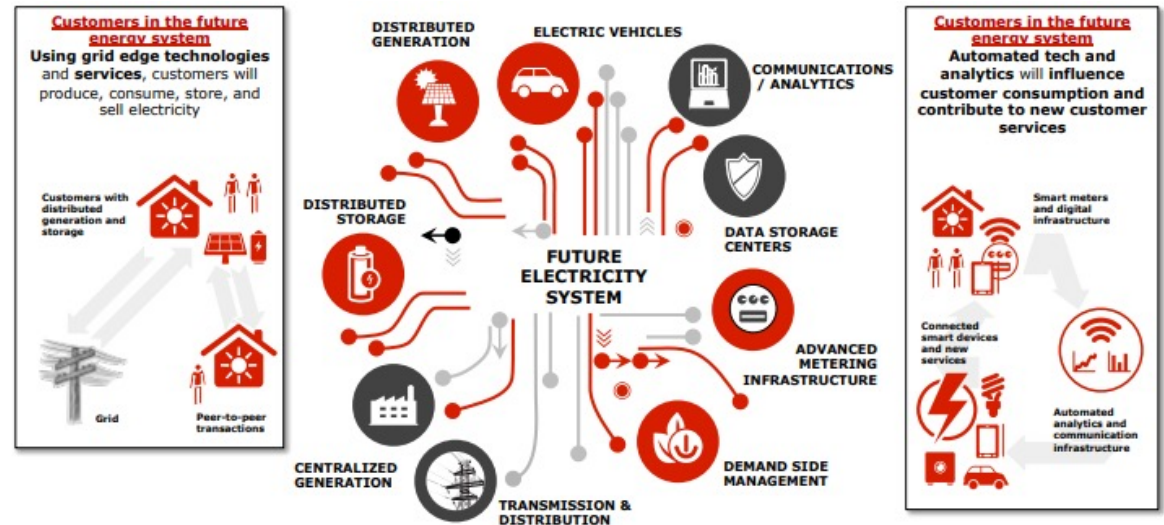 Customers in the future
energy system
Using grid edge technologies
and services, customers will
produce, consume, store, and
sell electricity
Customers with
distributed
generation and
storage
Grid
Peer-to-peer
transactions
DISTRIBUTED
GENERATION
ELECTRIC VEHICLES
COMMUNICATIONS
/ ANALYTICS
DISTRIBUTED
STORAGE
DATA STORAGE
CENTERS
FUTURE
ELECTRICITY
SYSTEM
ADVANCED
METERING
INFRASTRUCTURE
CENTRALIZED
GENERATION
DEMAND SIDE
MANAGEMENT
TRANSMISSION &
DISTRIBUTION
Customers in the future
energy system
Automated tech and
analytics will influence
customer consumption and
contribute to new customer
services
Smart meters
and digital
infrastructure
Connected
smart devices
and new
services
Automated
analytics and
communication
infrastructure